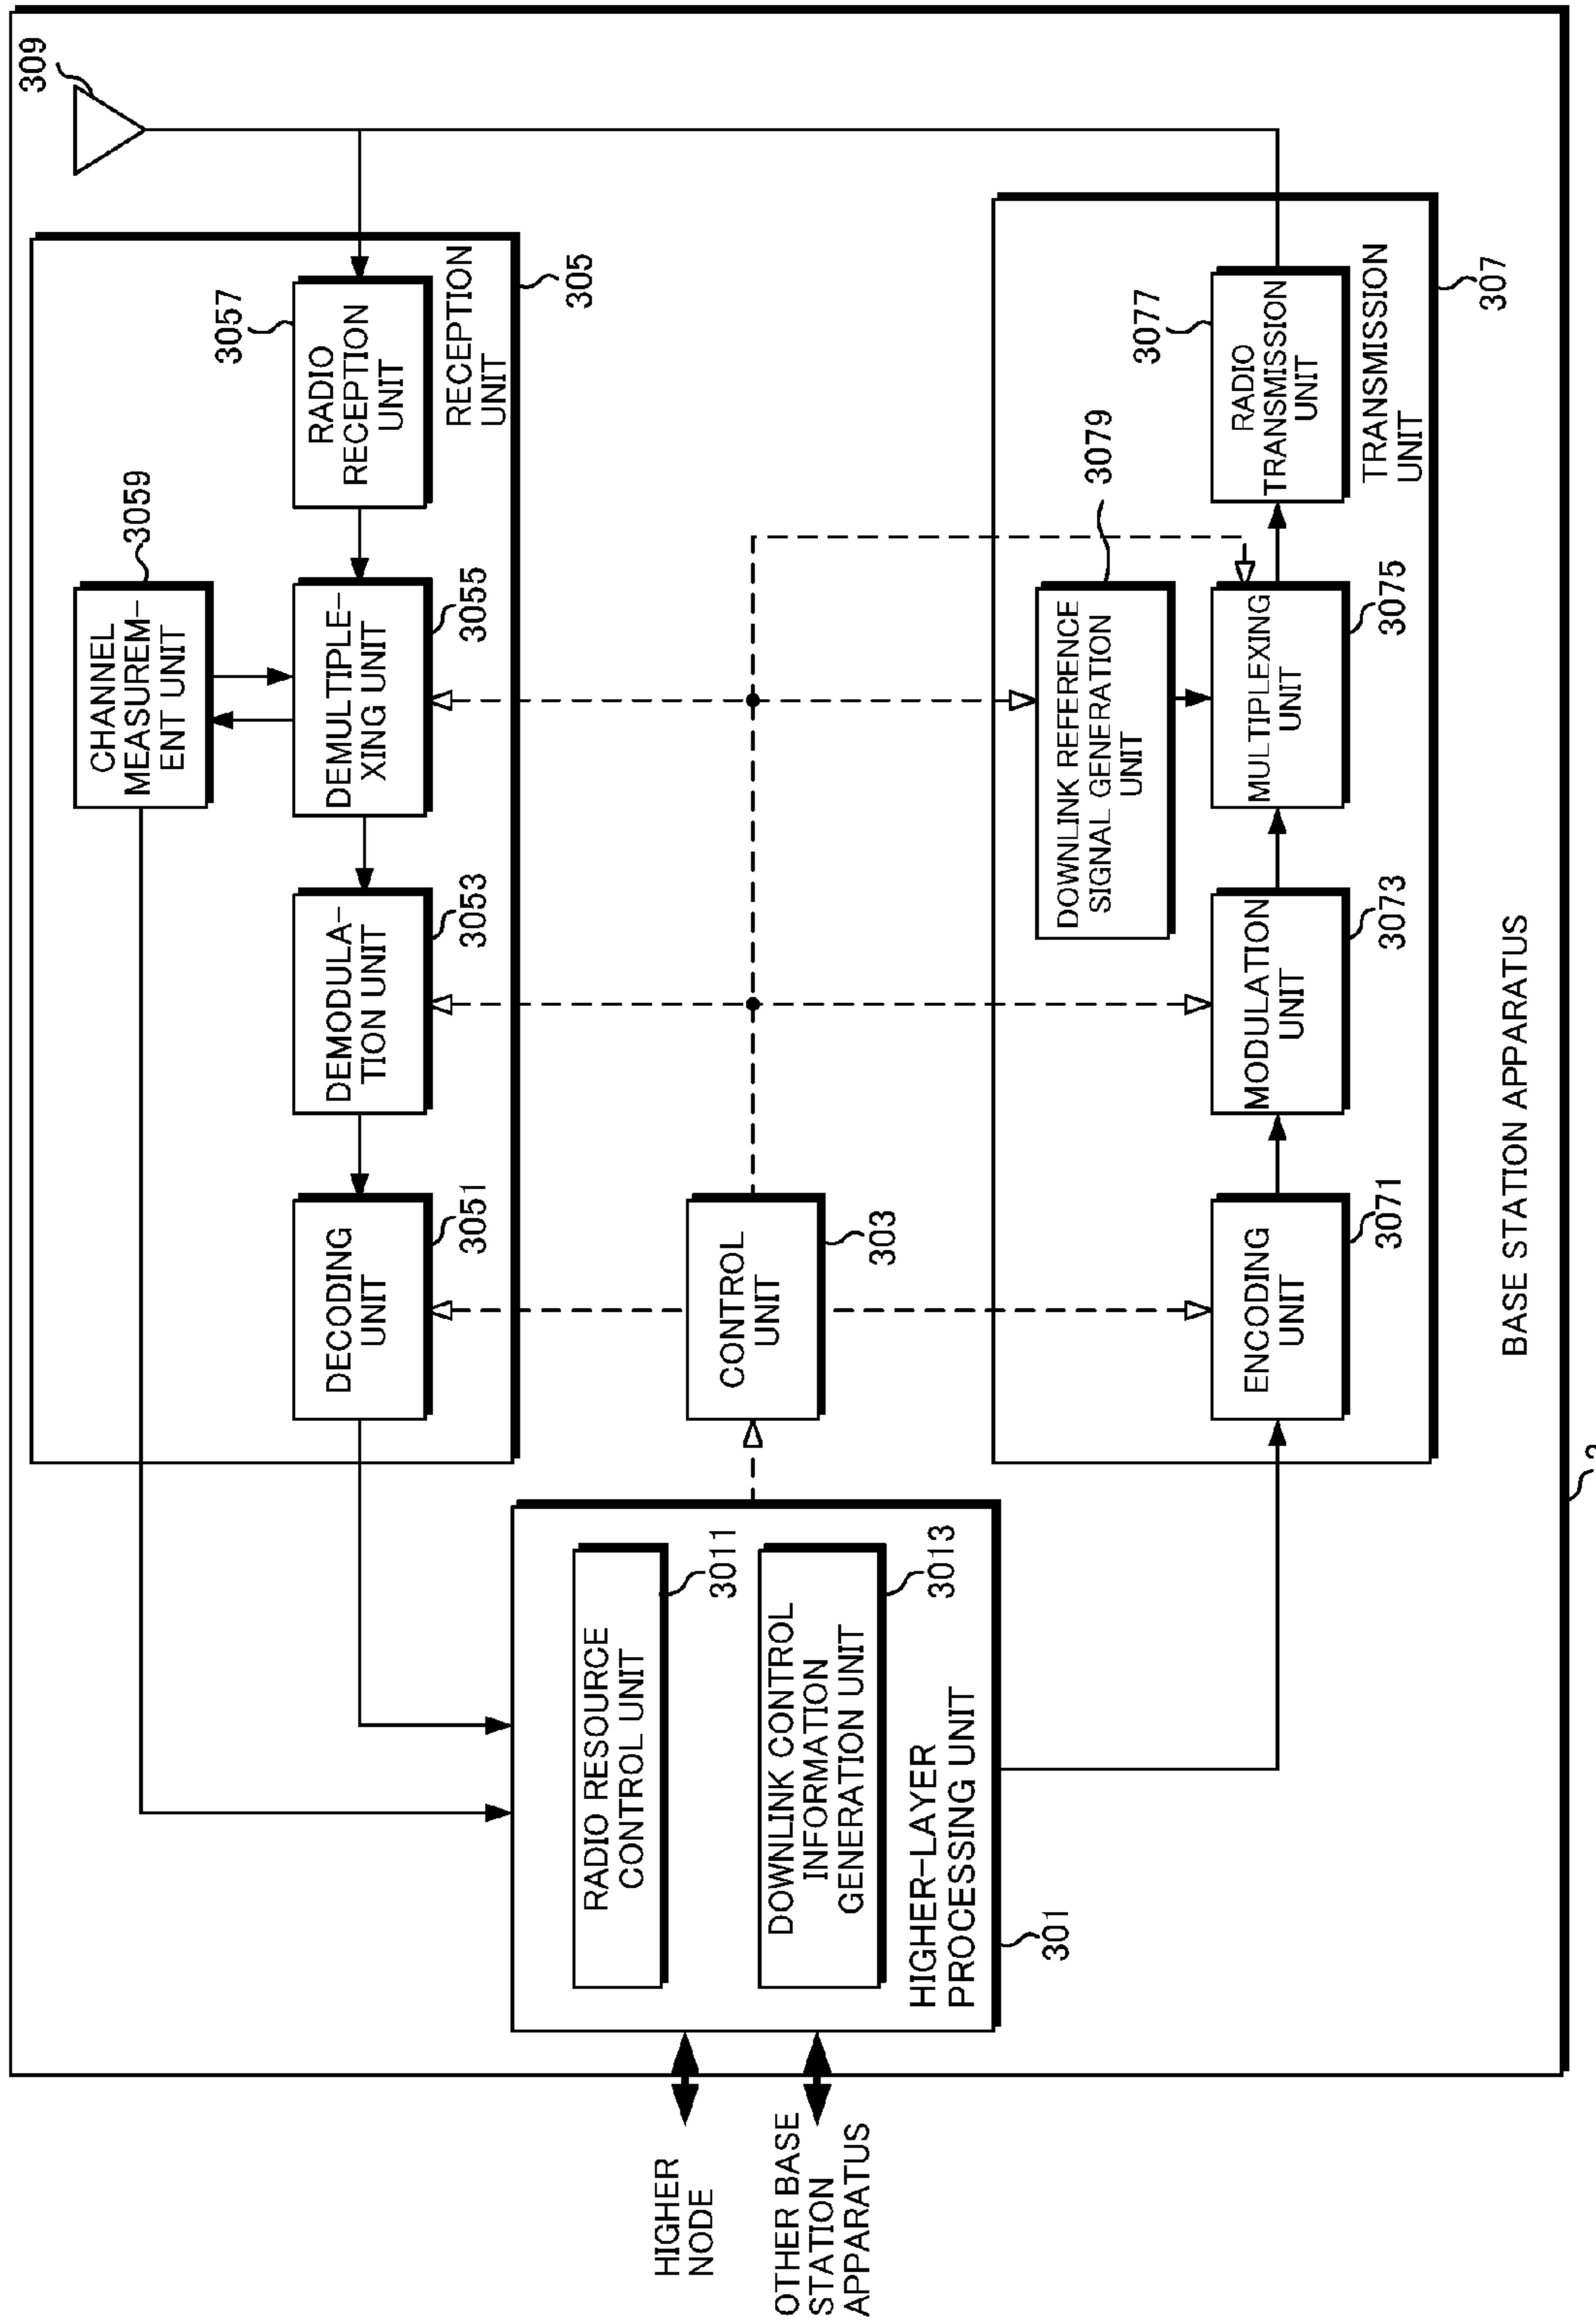 309
3057
RADIO
RECEPTION
UNIT
RECEPTION
UNIT
305
3059
CHANNEL
MEASUREM-
ENT UNIT
DEMULTIPLE-
XING UNIT
3055
DEMODULA-
TION UNIT
3053
DECODING
UNIT
3051
CONTROL
UNIT
303
RADIO RESOURCE
CONTROL UNIT
3011
DOWNLINK CONTROL
INFORMATION
GENERATION UNIT
3013
HIGHER-LAYER
PROCESSING UNIT
301
HIGHER
NODE
OTHER BASE
STATION
APPARATUS
ENCODING
UNIT
3071
MODULATION
UNIT
3073
DOWNLINK REFERENCE
SIGNAL GENERATION
UNIT
3079
MULTIPLEXING
UNIT
3075
3077
RADIO
TRANSMISSION
UNIT
TRANSMISSION
UNIT
307
BASE STATION APPARATUS